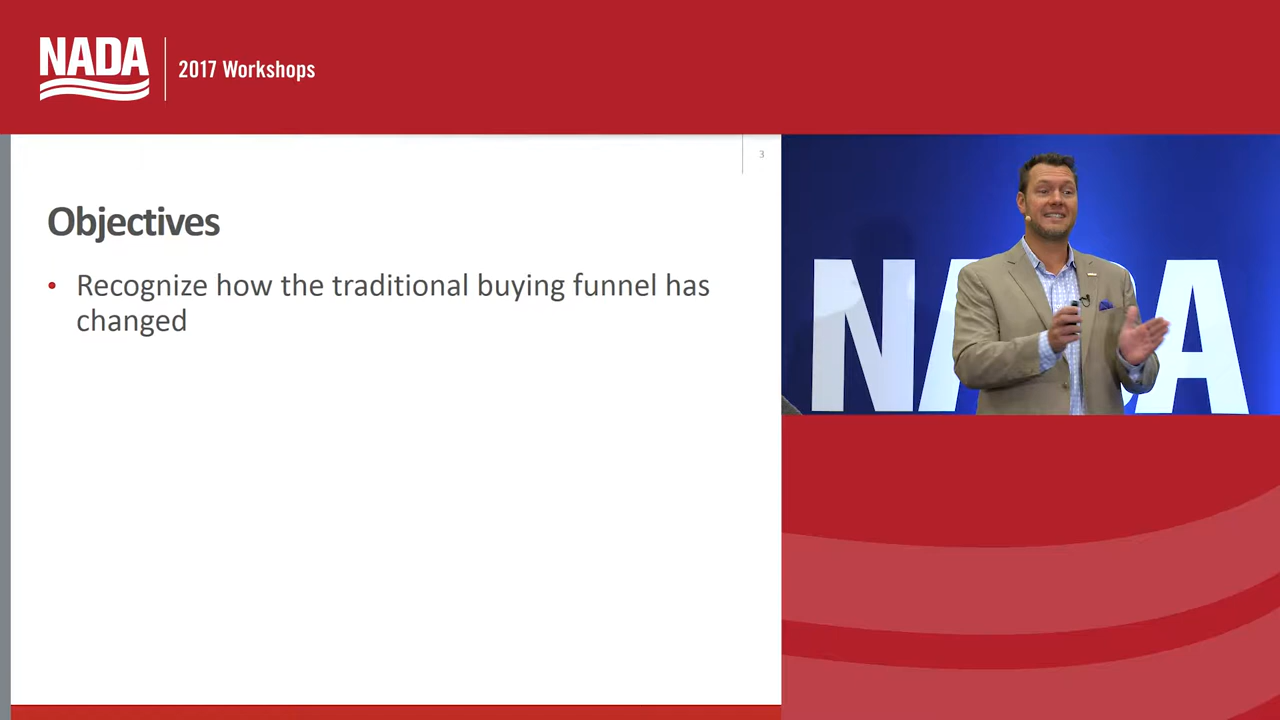 NADA
2017 Workshops
3
Objectives
• Recognize how the traditional buying funnel has
changed
NADA